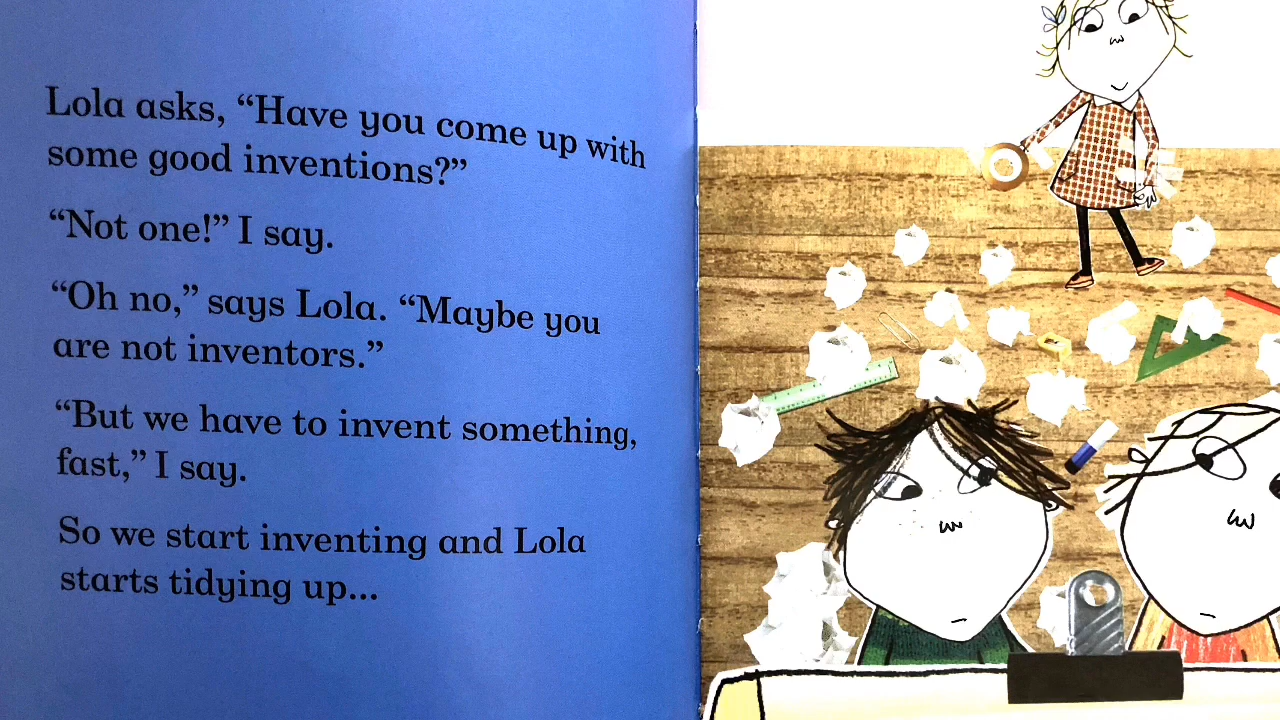 Lola asks, “Have you come up with
some good inventions?”
“Not one!” I say.
“Oh no,” says Lola. “Maybe you
are not inventors.”
“But we have to invent something,
fast,” I say.
So we start inventing and Lola
starts tidying up...